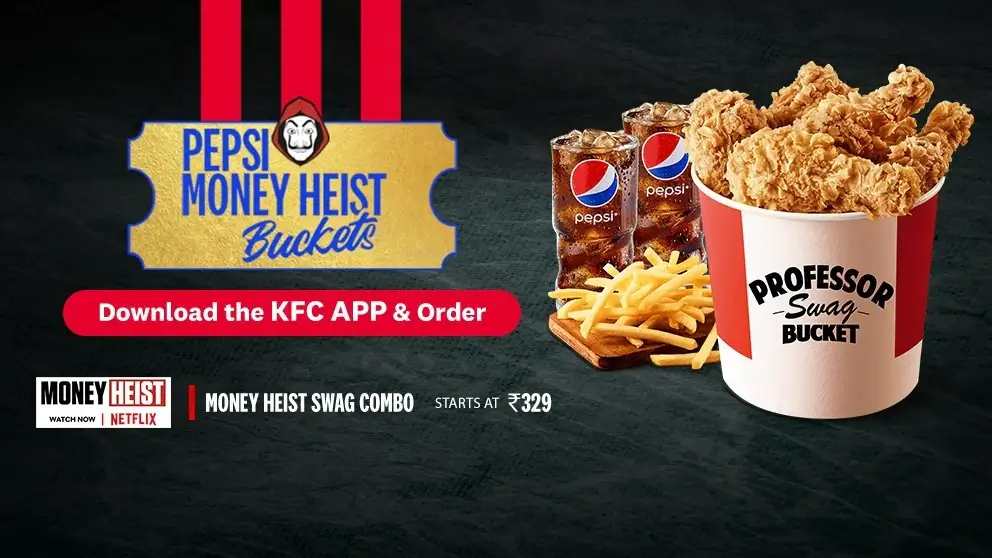 PEPSI
MONEY HEIST
Buckets
Download the KFC APP & Order
MONEY HEIST
WATCH NOW | NETFLIX
MONEY HEIST SWAG COMBO STARTS AT ₹329
pepsi
pepsi
PROFESSOR
Swag
BUCKET